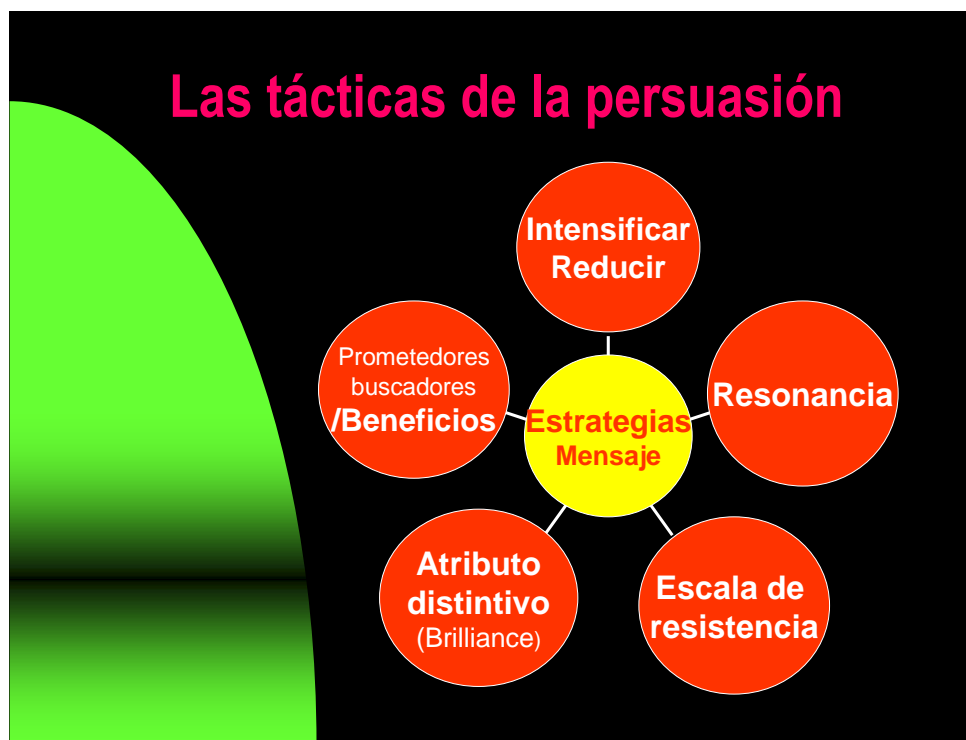 Las tácticas de la persuasión
Intensificar
Reducir
Prometedores
buscadores
/Beneficios
Resonancia
Estrategias
Mensaje
Atributo
distintivo
(Brilliance)
Escala de
resistencia